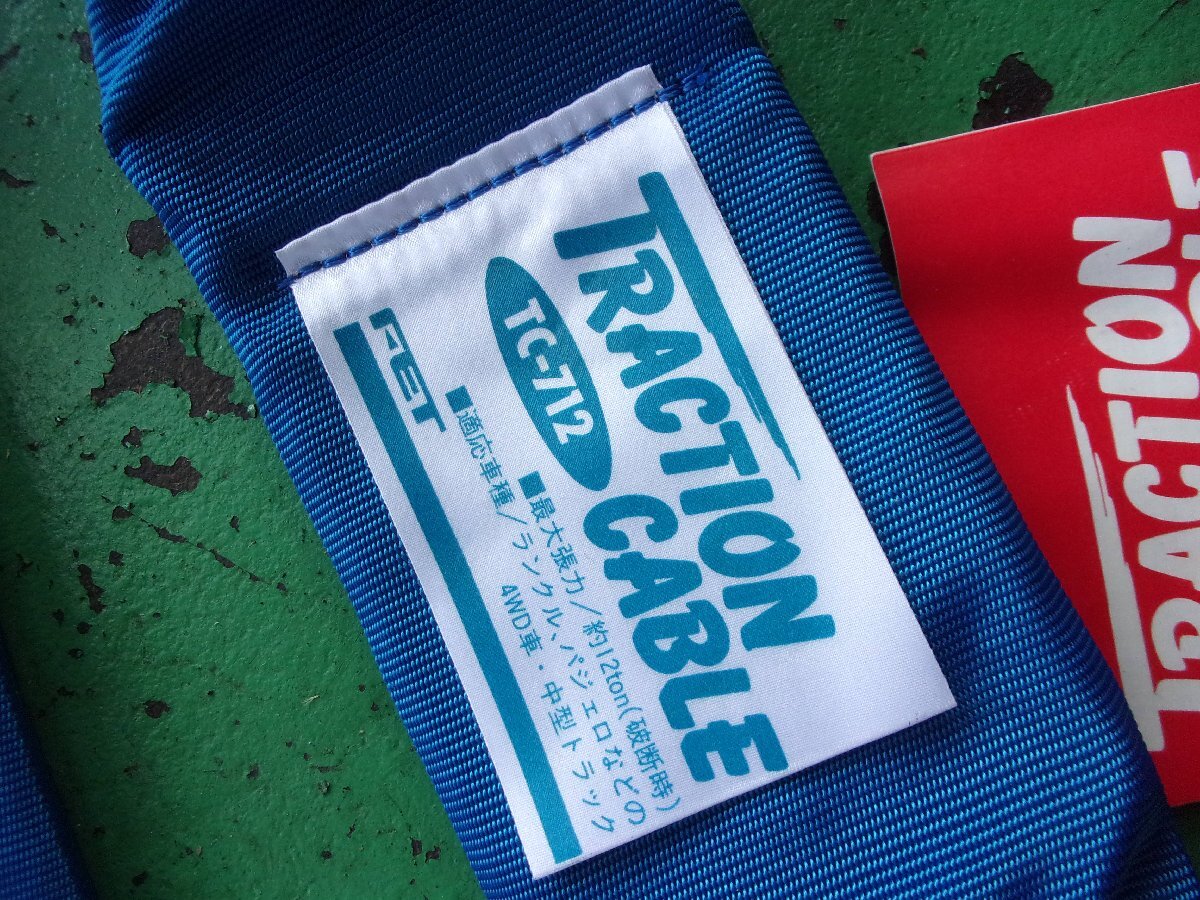 TRACTION
CABLE
TC-712
■最大張力/約12ton(破断時)
■適応車種/ランクル、パジェロなどの
4WD車・中型トラック
FET
TRACTION